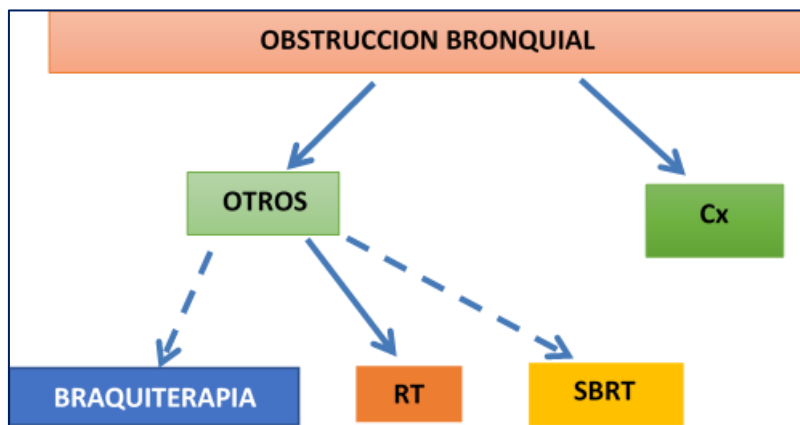 OBSTRUCCION BRONQUIAL
OTROS
Cx
BRAQUITERAPIA
RT
SBRT